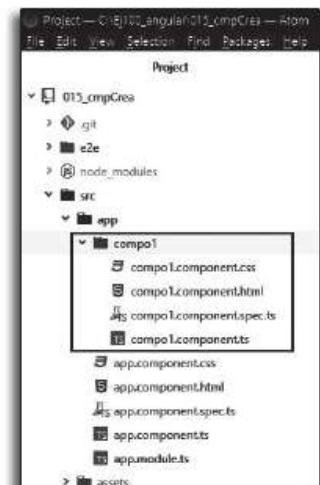 Project — C:\Ej100_angular\015_cmpCrea — Atom
File Edit View Selection Find Packages Help
Project
015_cmpCrea
.git
e2e
node_modules
src
app
compo1
compo1.component.css
compo1.component.html
compo1.component.spec.ts
compo1.component.ts
app.component.css
app.component.html
app.component.spec.ts
app.component.ts
app.module.ts
assets